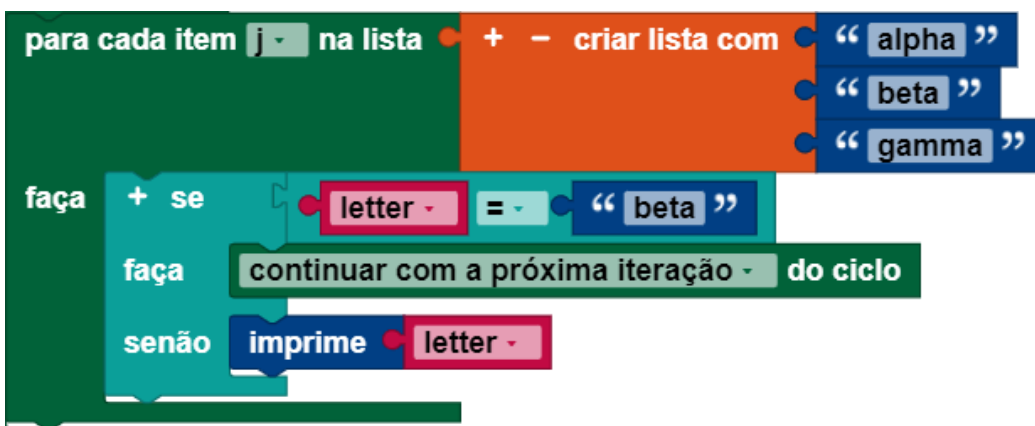 para cada item j na lista + - criar lista com “ alpha ”
“ beta ”
“ gamma ”
faça + se letter = “ beta ”
faça continuar com a próxima iteração do ciclo
senão imprime letter